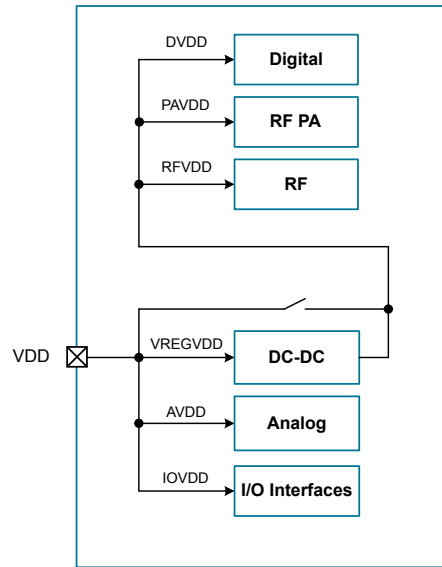 DVDD
Digital
PAVDD
RF PA
RFVDD
RF
VDD
VREGVDD
DC-DC
AVDD
Analog
IOVDD
I/O Interfaces